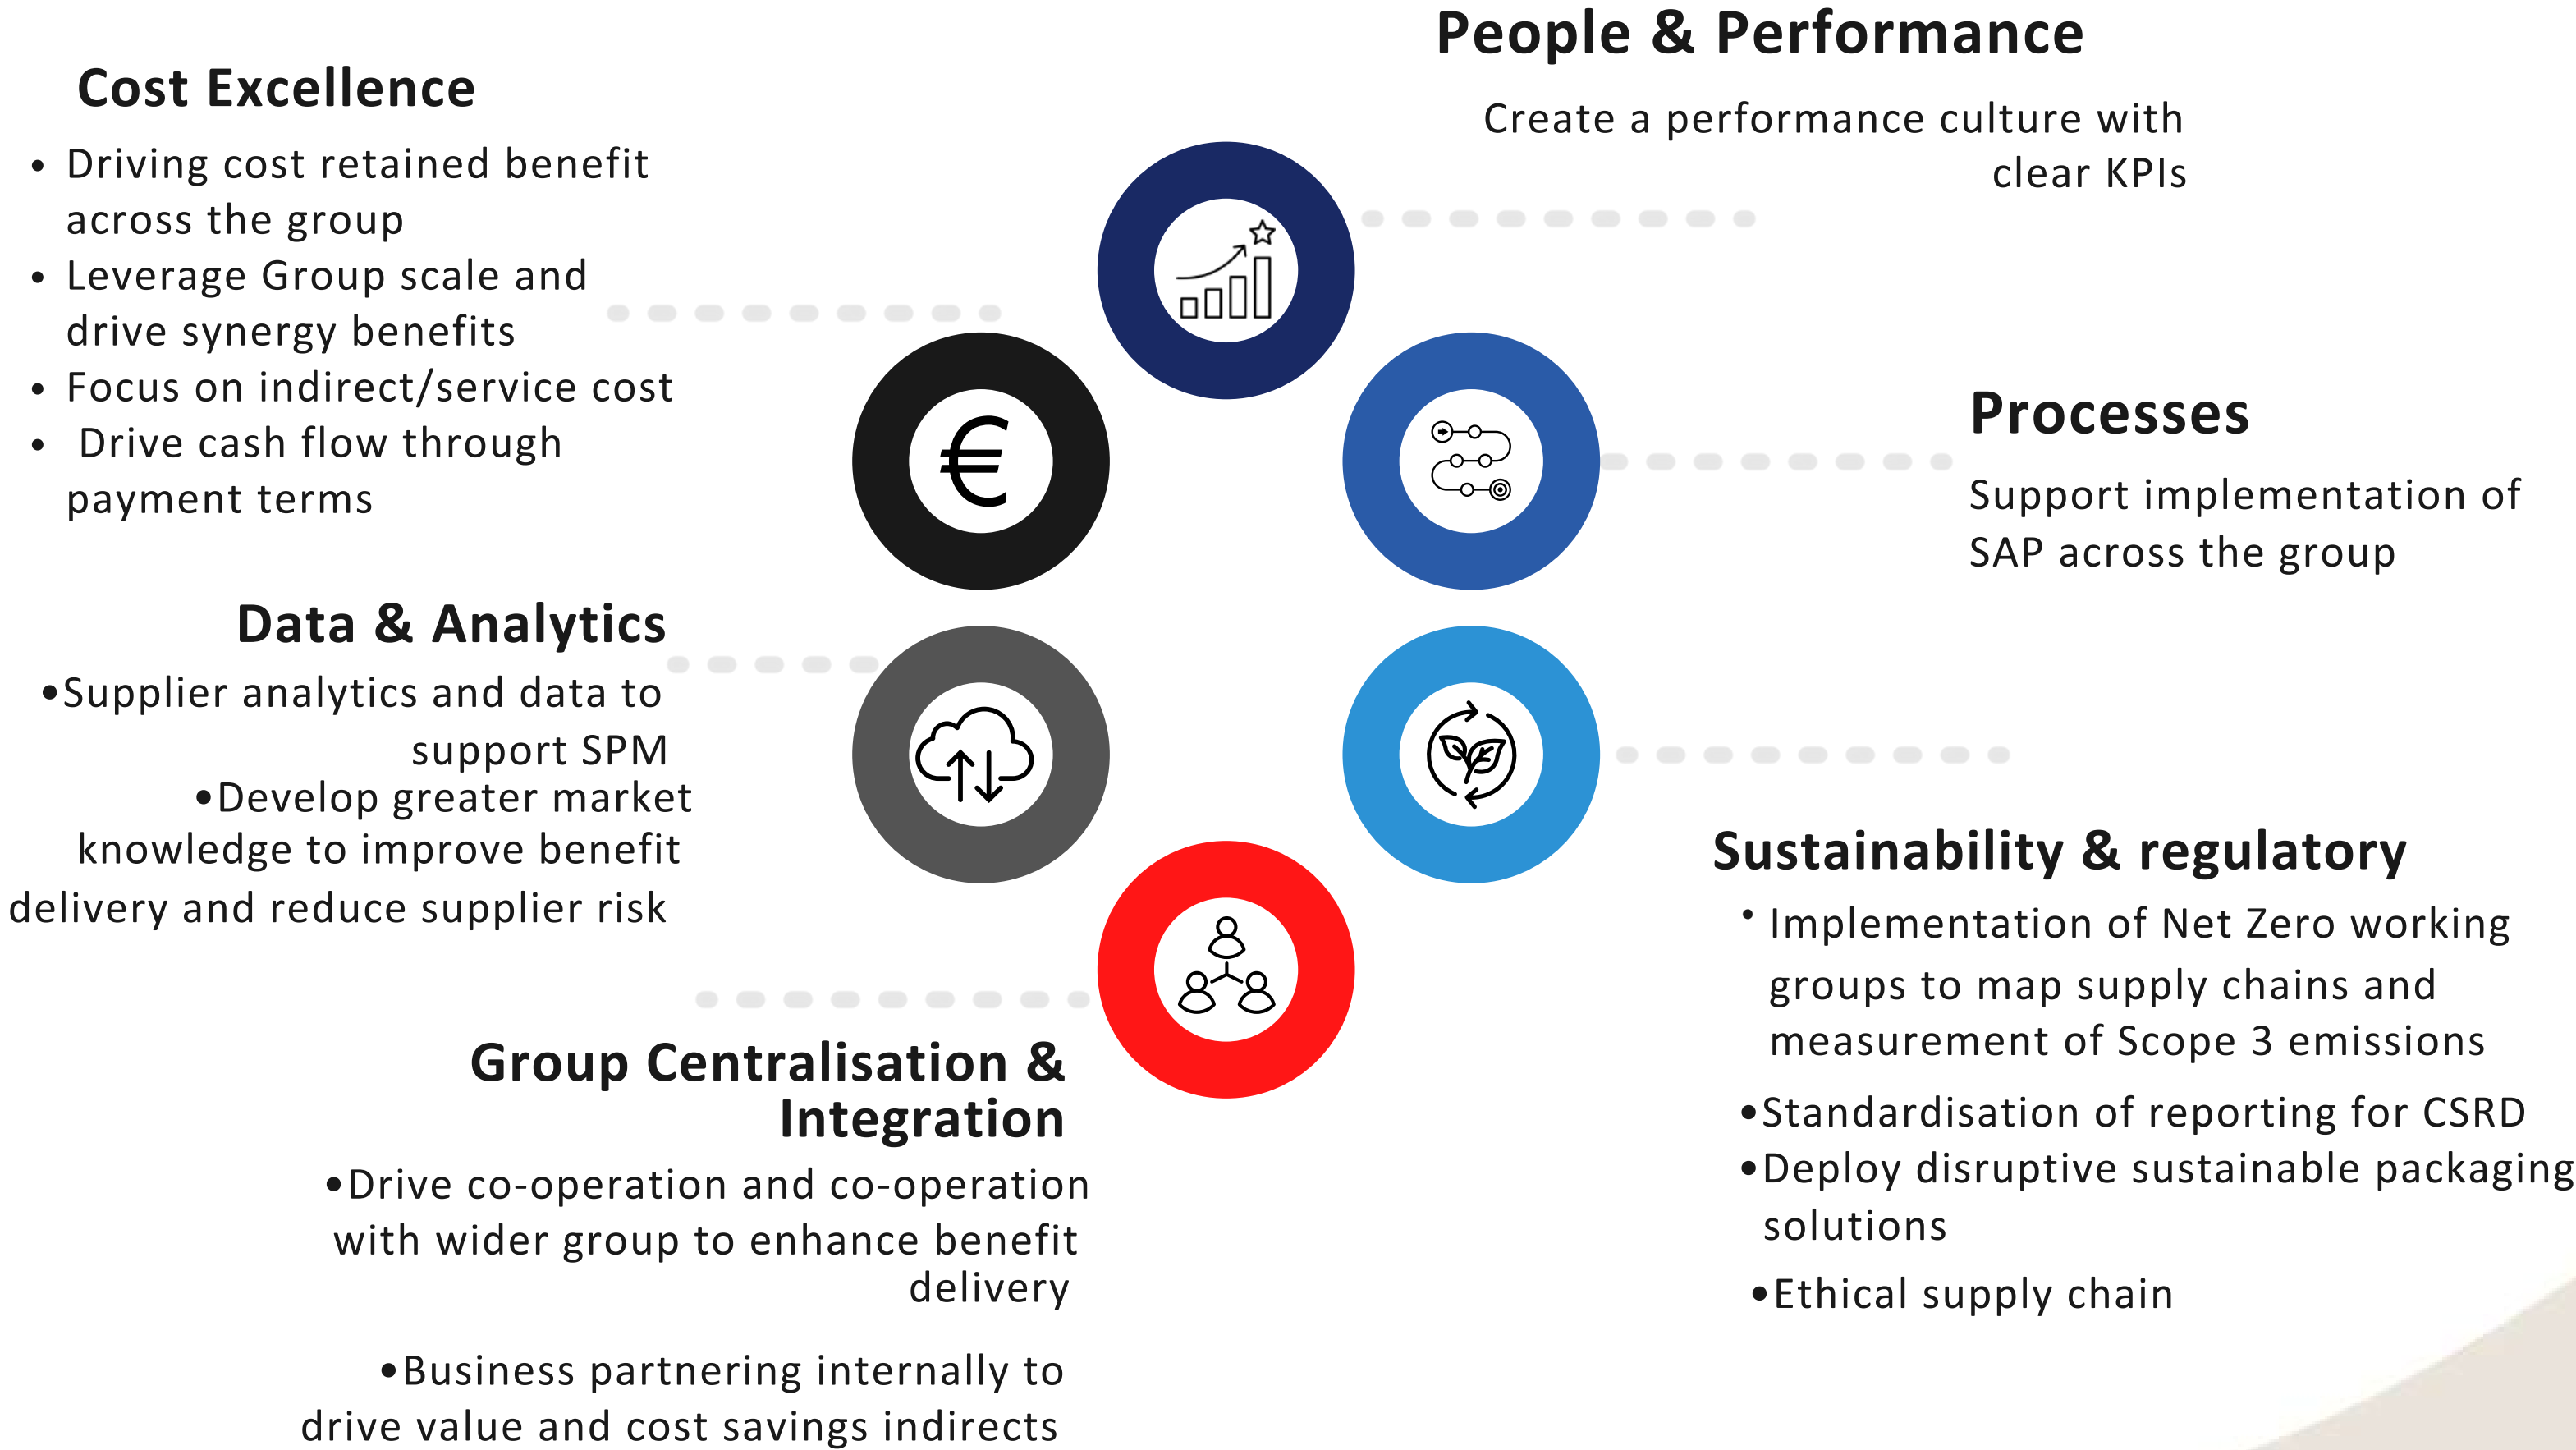 People & Performance
Create a performance culture with
clear KPIs
Cost Excellence
• Driving cost retained benefit
across the group
• Leverage Group scale and
drive synergy benefits
• Focus on indirect/service cost
• Drive cash flow through
payment terms
€
Processes
Support implementation of
SAP across the group
Data & Analytics
•Supplier analytics and data to
support SPM
•Develop greater market
knowledge to improve benefit
delivery and reduce supplier risk
Sustainability & regulatory
• Implementation of Net Zero working
groups to map supply chains and
measurement of Scope 3 emissions
•Standardisation of reporting for CSRD
•Deploy disruptive sustainable packaging
solutions
•Ethical supply chain
Group Centralisation &
Integration
•Drive co-operation and co-operation
with wider group to enhance benefit
delivery
•Business partnering internally to
drive value and cost savings indirects